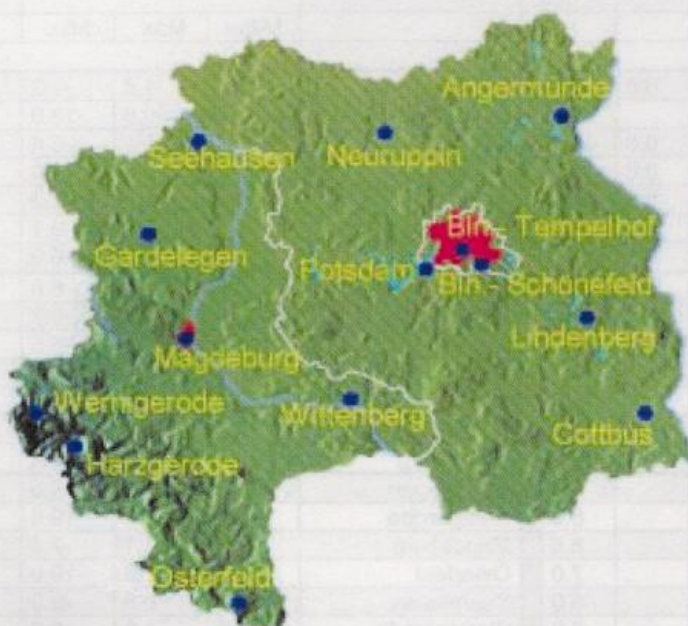 Angermünde
Seehausen
Neuruppin
Bln - Tempelhof
Gardelegen
Potsdam
Bln - Schönefeld
Lindenberg
Magdeburg
Wernigerode
Wittenberg
Cottbus
Harzgerode
Osterfeld